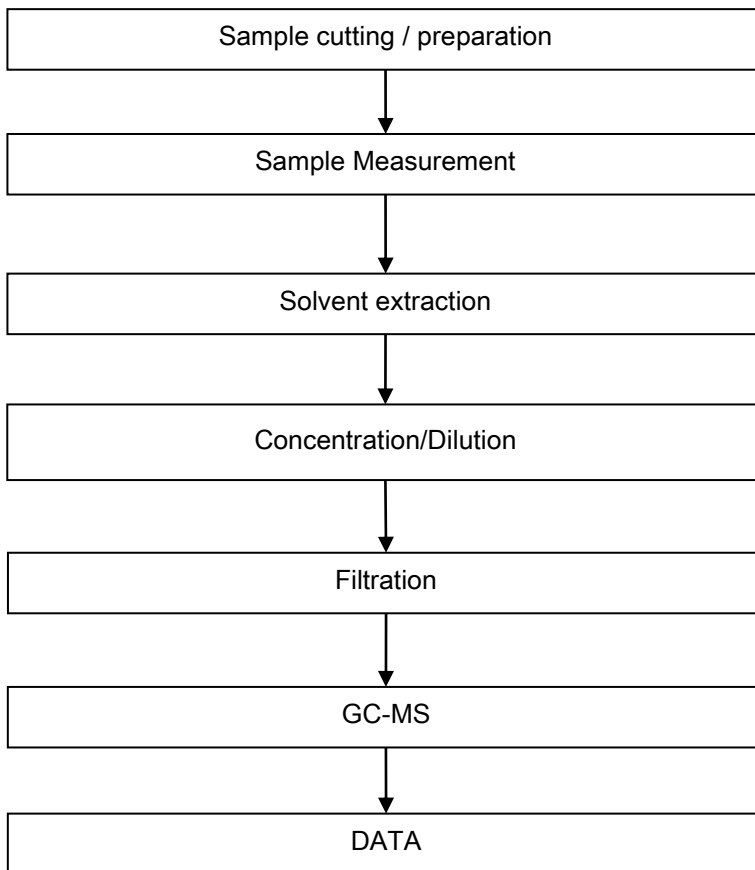 Sample cutting / preparation
Sample Measurement
Solvent extraction
Concentration/Dilution
Filtration
GC-MS
DATA